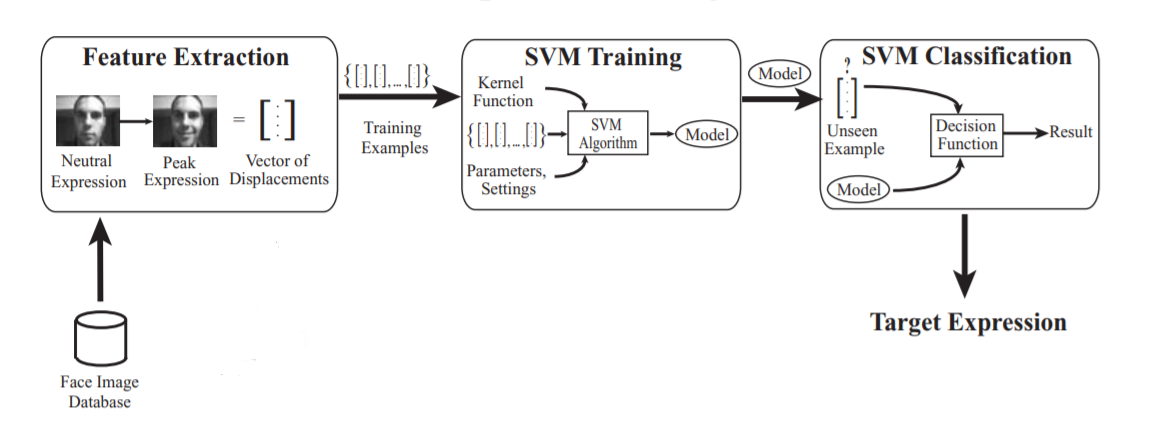 Feature Extraction
Neutral
Expression
Peak
Expression
=
[⋮]
Vector of
Displacements
{[⋮],[⋮],...,[⋮]}
Training
Examples
SVM Training
Kernel
Function
{[⋮],[⋮],...,[⋮]}
Parameters,
Settings
SVM
Algorithm
Model
Model
SVM Classification
?
[⋮]
Unseen
Example
Model
Decision
Function
Result
Target Expression
Face Image
Database